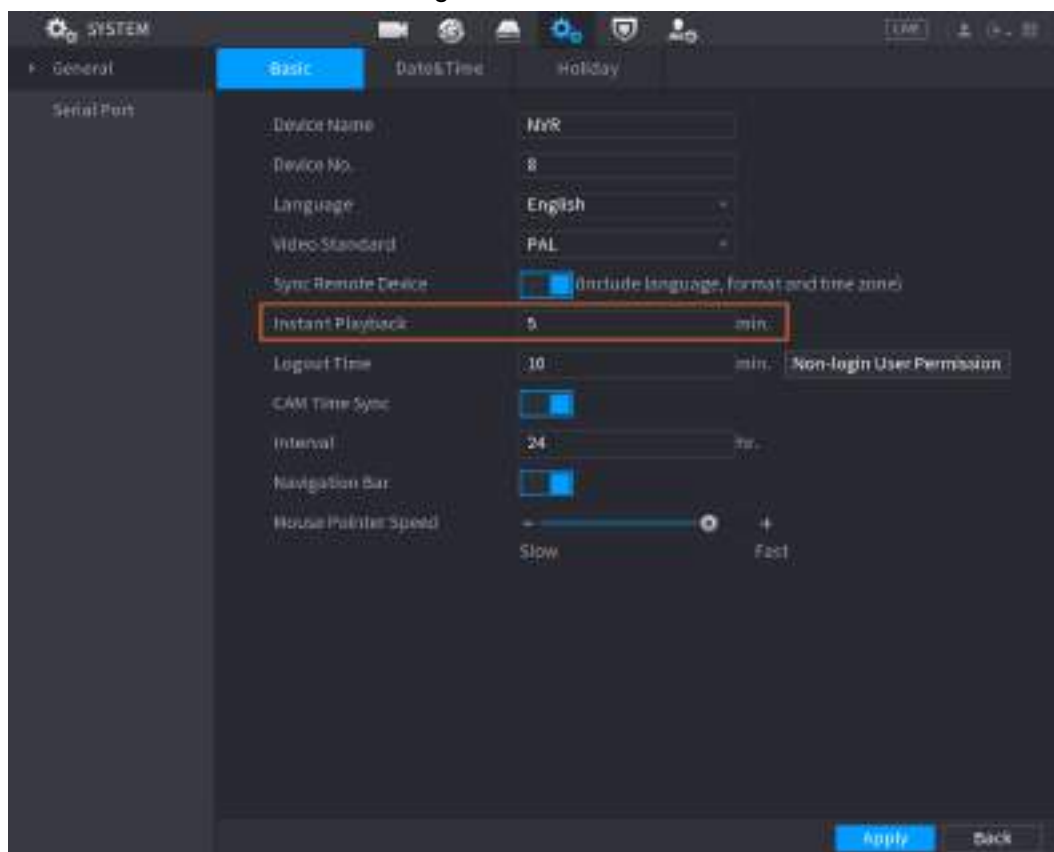 SYSTEM LIVE
General Basic Date&Time Holiday
Serial Port
Device Name NVR
Device No. 8
Language English
Video Standard PAL
Sync Remote Device (Include language, format and time zone)
Instant Playback 5 min.
Logout Time 10 min. Non-login User Permission
CAM Time Sync
Interval 24 hr.
Navigation Bar
Mouse Pointer Speed - +
Slow Fast
Apply Back